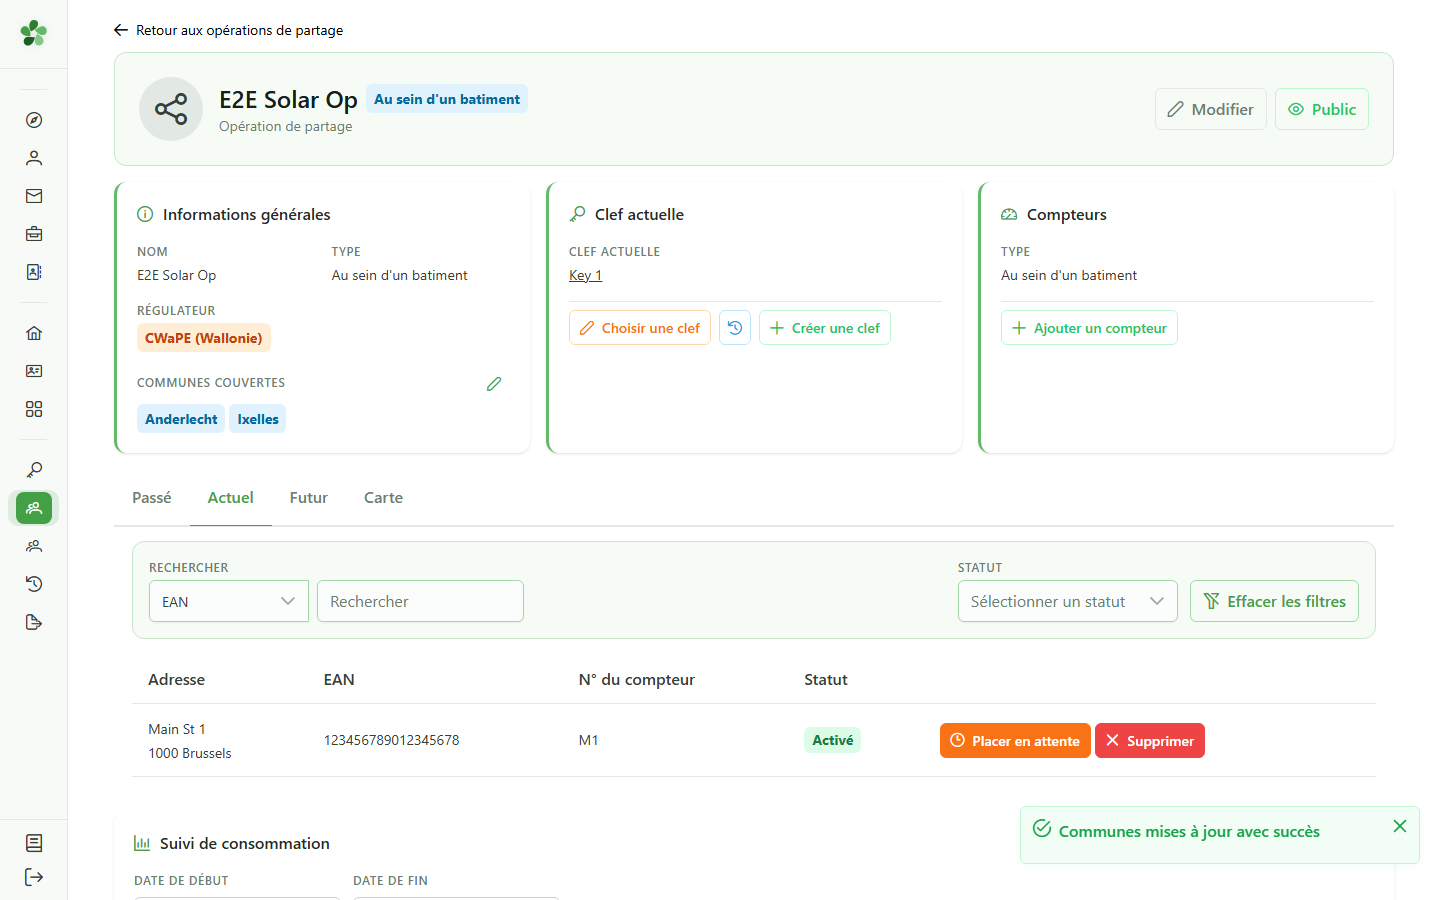 Retour aux opérations de partage
E2E Solar Op
Au sein d'un batiment
Opération de partage
Modifier
Public
Informations générales
NOM
TYPE
E2E Solar Op
Au sein d'un batiment
RÉGULATEUR
CWaPE (Wallonie)
COMMUNES COUVERTES
Anderlecht
Ixelles
Clef actuelle
CLEF ACTUELLE
Key 1
Choisir une clef
Créer une clef
Compteurs
TYPE
Au sein d'un batiment
Ajouter un compteur
Passé
Actuel
Futur
Carte
RECHERCHER
EAN
Rechercher
STATUT
Sélectionner un statut
Effacer les filtres
Adresse
EAN
N° du compteur
Statut
Main St 1
1000 Brussels
123456789012345678
M1
Activé
Placer en attente
Supprimer
Suivi de consommation
DATE DE DÉBUT
DATE DE FIN
Communes mises à jour avec succès